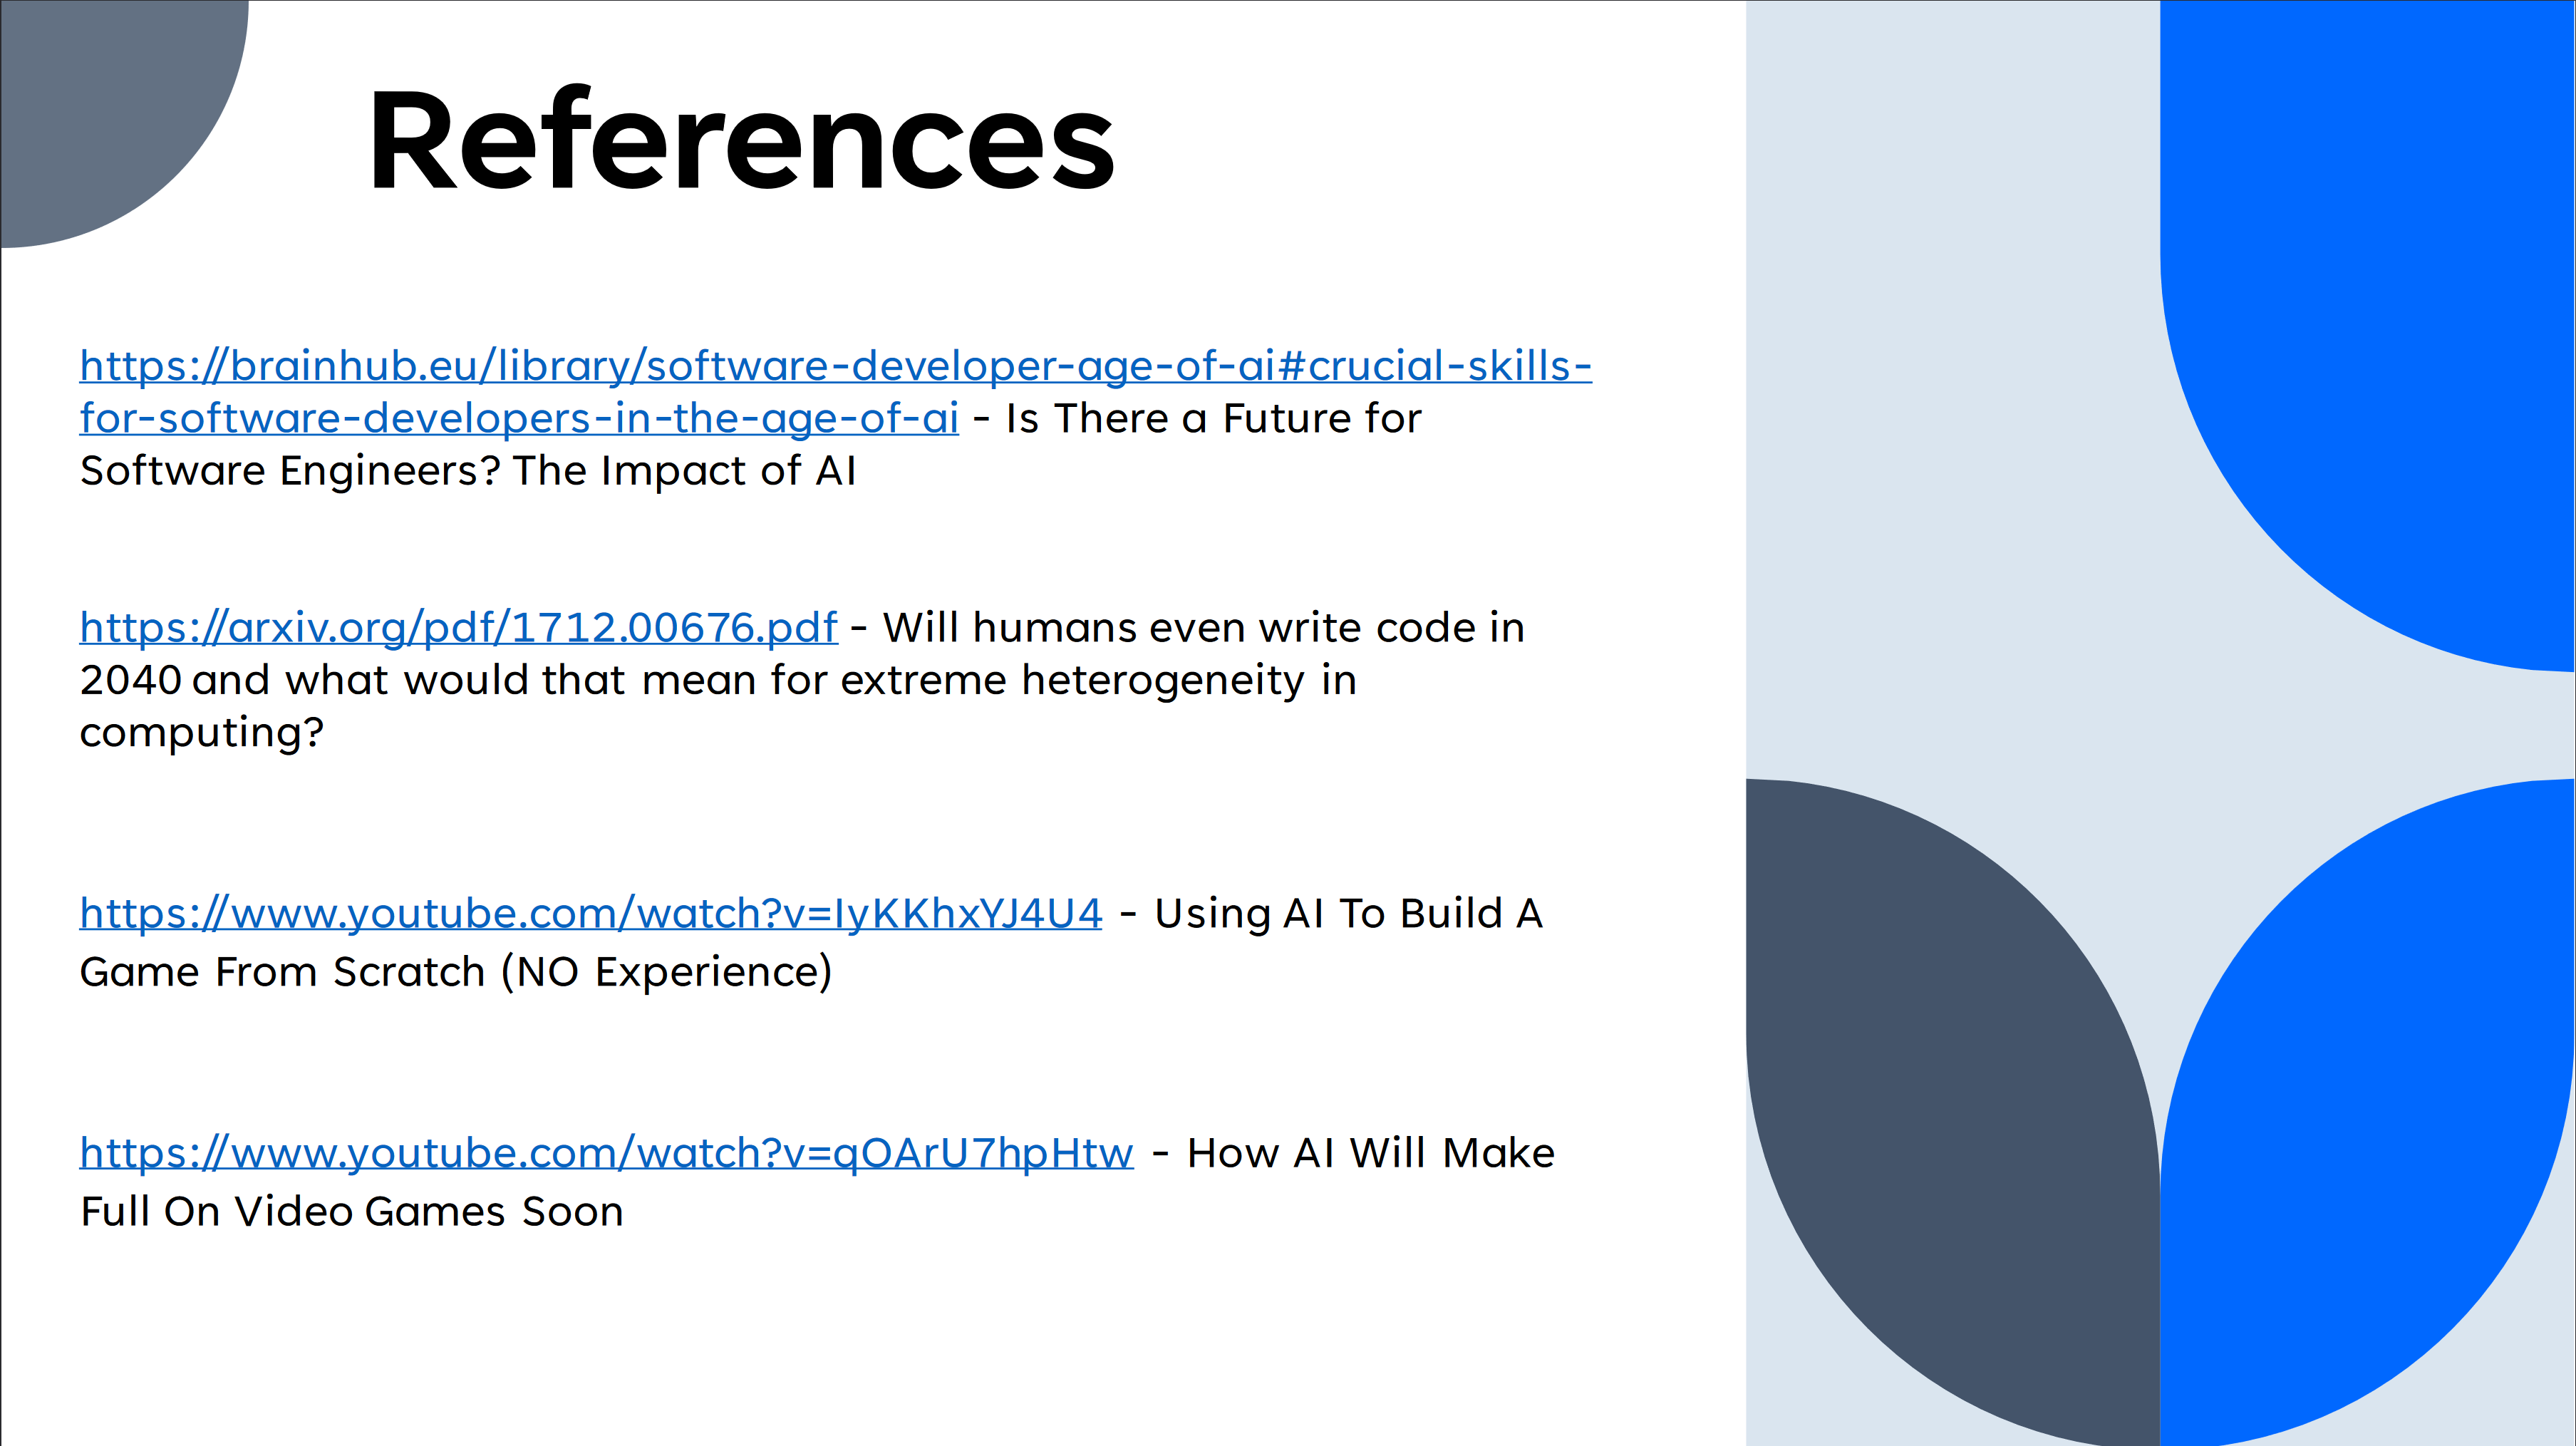 References
https://brainhub.eu/library/software-developer-age-of-ai#crucial-skills-
for-software-developers-in-the-age-of-ai - Is There a Future for
Software Engineers? The Impact of AI
https://arxiv.org/pdf/1712.00676.pdf - Will humans even write code in
2040 and what would that mean for extreme heterogeneity in
computing?
https://www.youtube.com/watch?v=IyKKhxYJ4U4 - Using AI To Build A
Game From Scratch (NO Experience)
https://www.youtube.com/watch?v=qOArU7hpHtw - How AI Will Make
Full On Video Games Soon